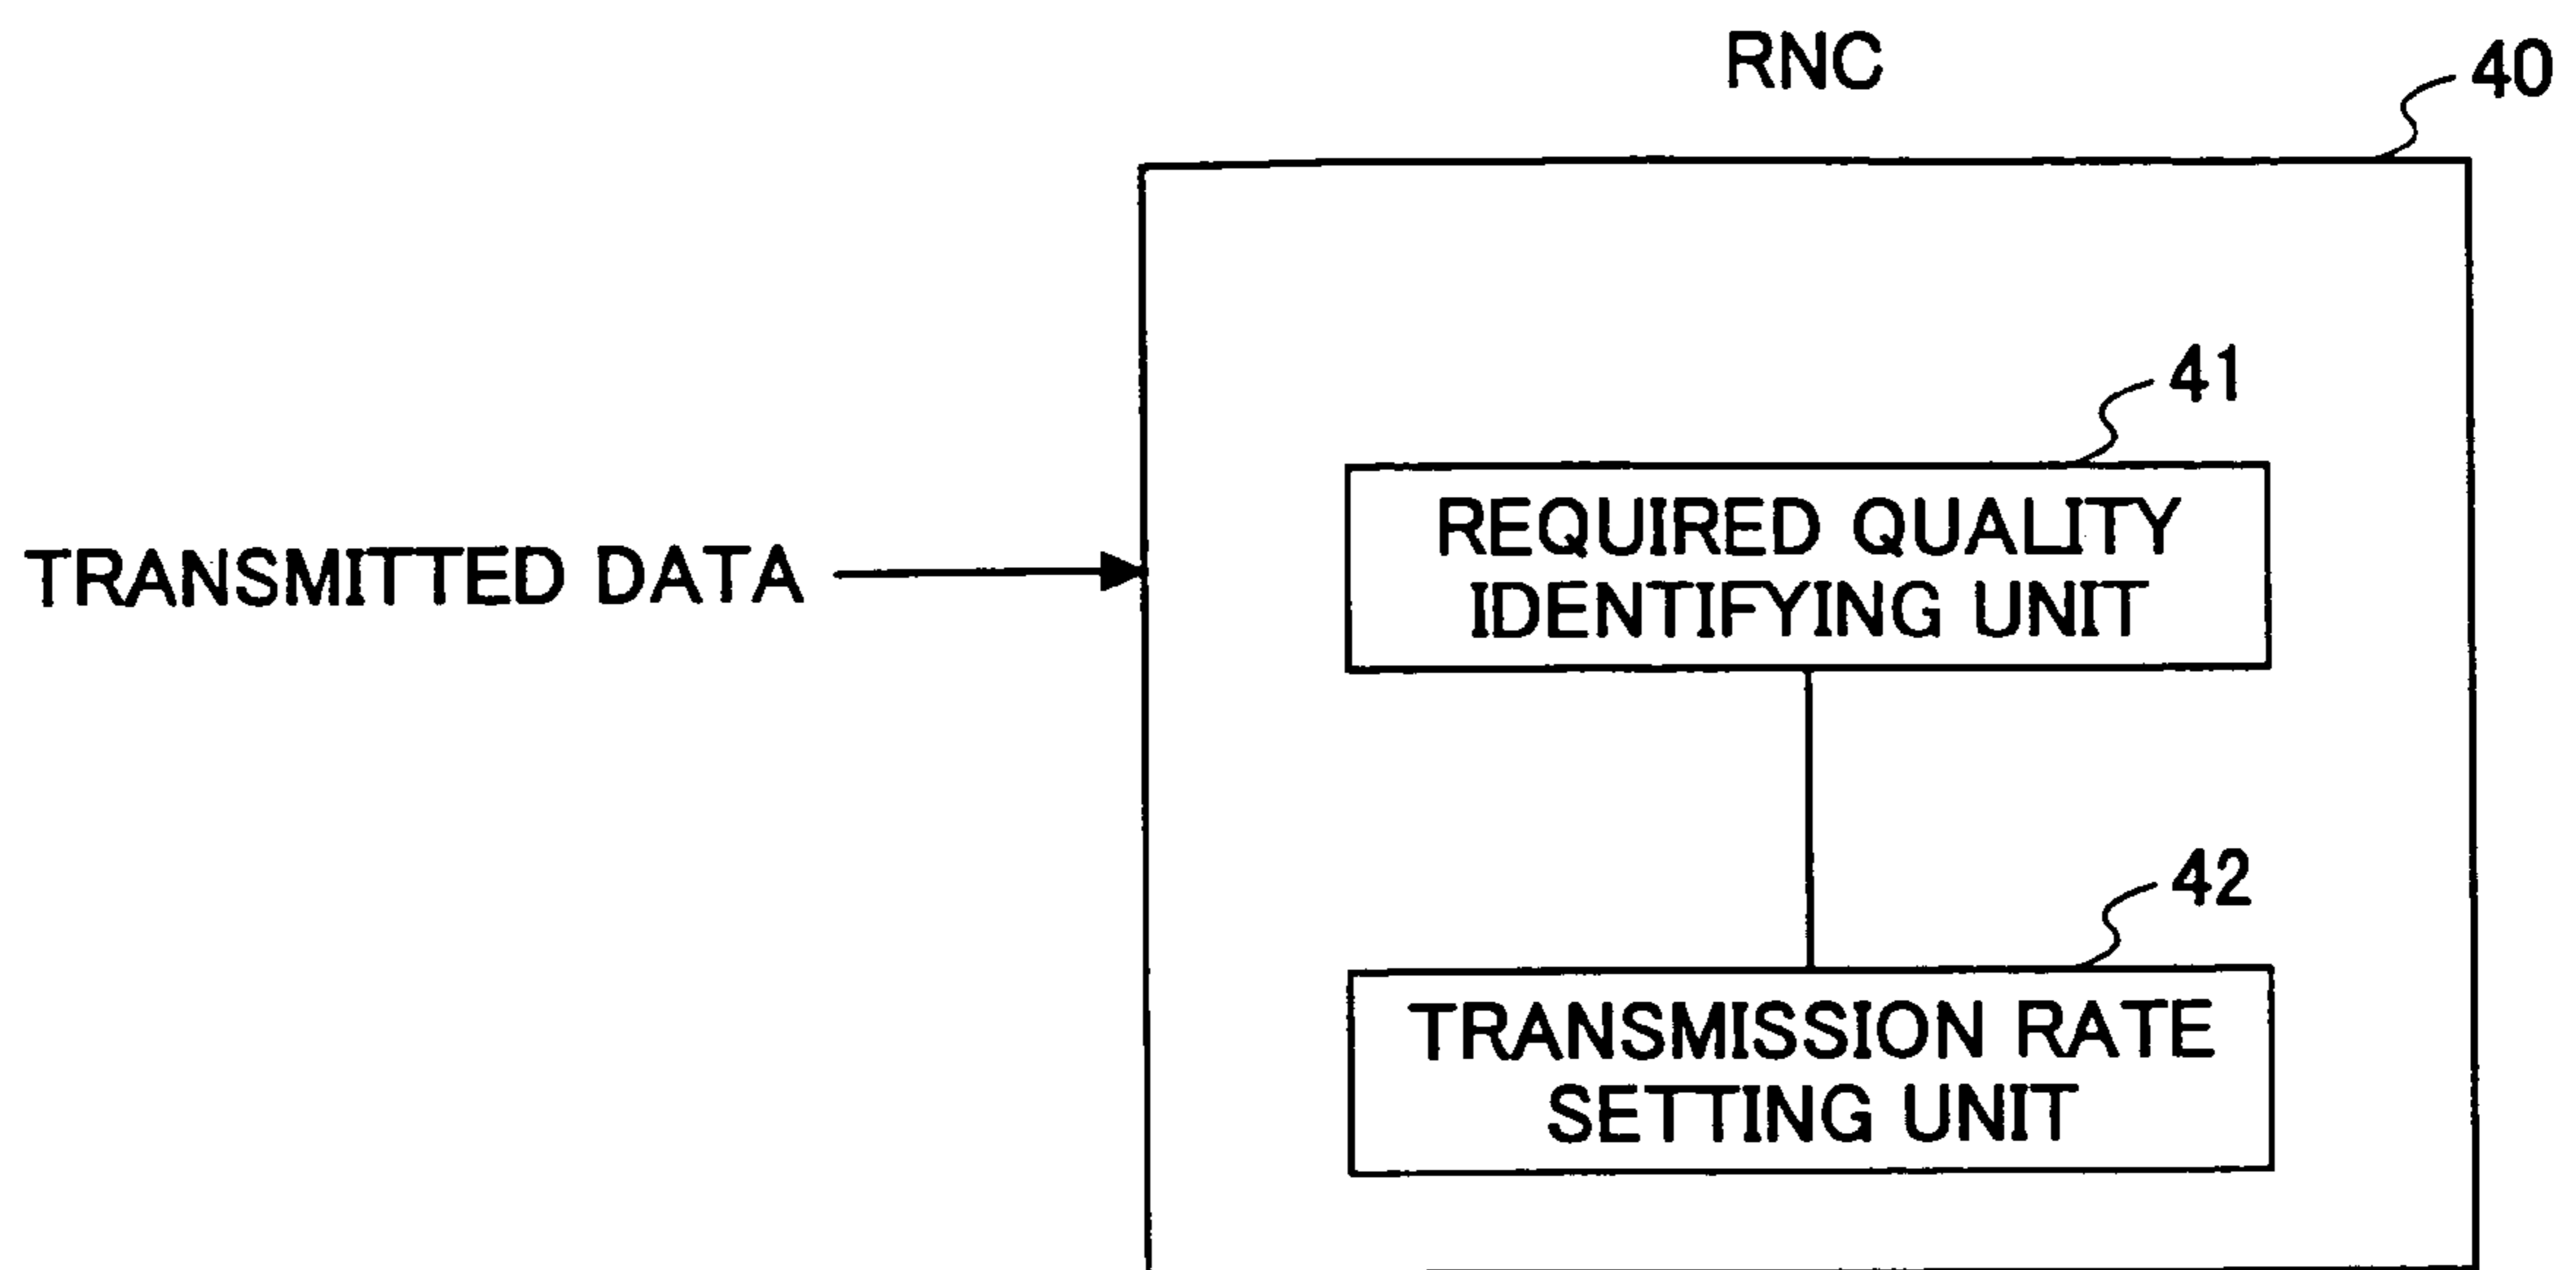 RNC
40
41
REQUIRED QUALITY
IDENTIFYING UNIT
TRANSMITTED DATA
42
TRANSMISSION RATE
SETTING UNIT